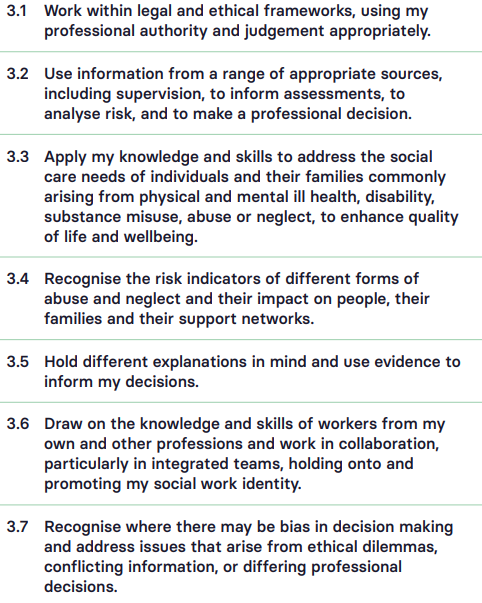 3.1 Work within legal and ethical frameworks, using my
professional authority and judgement appropriately.
3.2 Use information from a range of appropriate sources,
including supervision, to inform assessments, to
analyse risk, and to make a professional decision.
3.3 Apply my knowledge and skills to address the social
care needs of individuals and their families commonly
arising from physical and mental ill health, disability,
substance misuse, abuse or neglect, to enhance quality
of life and wellbeing.
3.4 Recognise the risk indicators of different forms of
abuse and neglect and their impact on people, their
families and their support networks.
3.5 Hold different explanations in mind and use evidence to
inform my decisions.
3.6 Draw on the knowledge and skills of workers from my
own and other professions and work in collaboration,
particularly in integrated teams, holding onto and
promoting my social work identity.
3.7 Recognise where there may be bias in decision making
and address issues that arise from ethical dilemmas,
conflicting information, or differing professional
decisions.